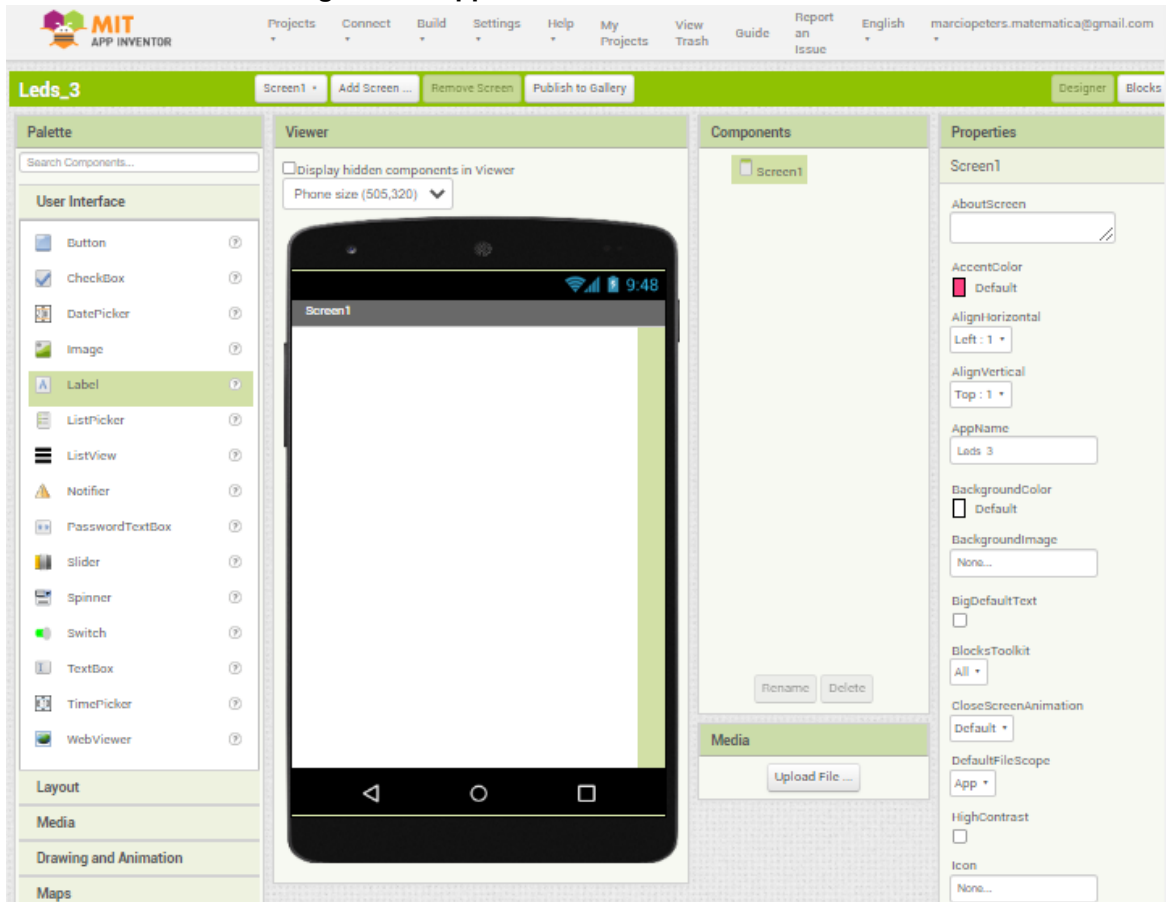 MIT
APP INVENTOR
Projects Connect Build Settings Help My Projects View Trash Guide Report an Issue English marciopeters.matematica@gmail.com
Leds_3
Screen1 Add Screen ... Remove Screen Publish to Gallery Designer Blocks
Palette
Search Components...
User Interface
Button
CheckBox
DatePicker
Image
Label
ListPicker
ListView
Notifier
PasswordTextBox
Slider
Spinner
Switch
TextBox
TimePicker
WebViewer
Layout
Media
Drawing and Animation
Maps
Viewer
Display hidden components in Viewer
Phone size (505,320)
9:48
Screen1
Components
Screen1
Rename Delete
Media
Upload File ...
Properties
Screen1
AboutScreen
AccentColor
Default
AlignHorizontal
Left : 1
AlignVertical
Top : 1
AppName
Leds 3
BackgroundColor
Default
BackgroundImage
None...
BigDefaultText
BlocksToolkit
All
CloseScreenAnimation
Default
DefaultFileScope
App
HighContrast
Icon
None...